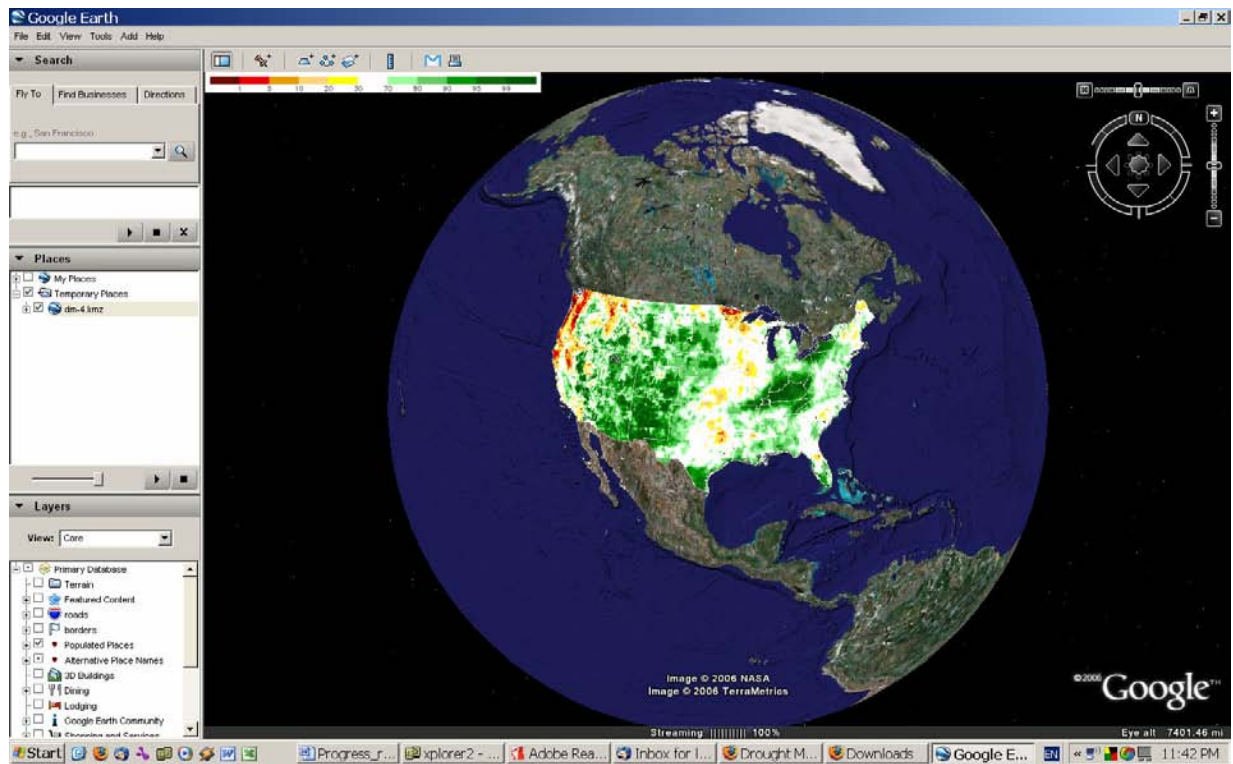 Google Earth
File Edit View Tools Add Help
Search
Fly To Find Businesses Directions
e.g., San Francisco
1 5 10 20 30 70 80 90 95 99
N
Places
My Places
Temporary Places
dm-4.kmz
Layers
View: Core
Primary Database
Terrain
Featured Content
roads
borders
Populated Places
Alternative Place Names
3D Buildings
Dining
Lodging
Google Earth Community
Shopping and Services
Image © 2006 NASA
Image © 2006 TerraMetrics
©2006 Google™
Streaming 100% Eye alt 7401.46 mi
Start Progress_r... xplorer2 - ... Adobe Rea... Inbox for I... Drought M... Downloads Google E... EN « 11:42 PM